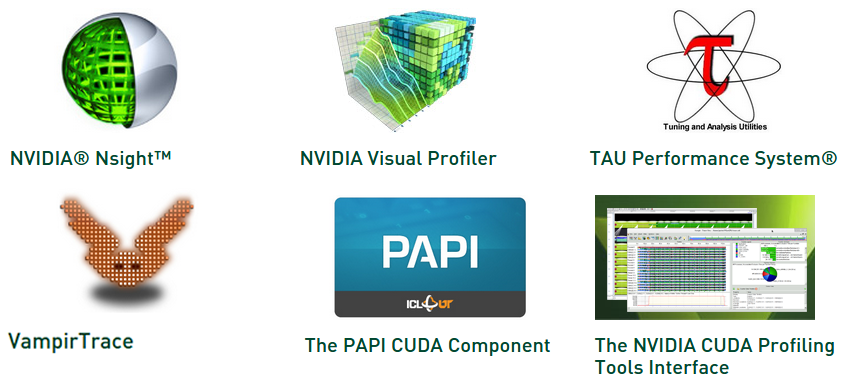 Tuning and Analysis Utilities
NVIDIA® Nsight™
NVIDIA Visual Profiler
TAU Performance System®
PAPI
ICL UT
VampirTrace
The PAPI CUDA Component
The NVIDIA CUDA Profiling
Tools Interface